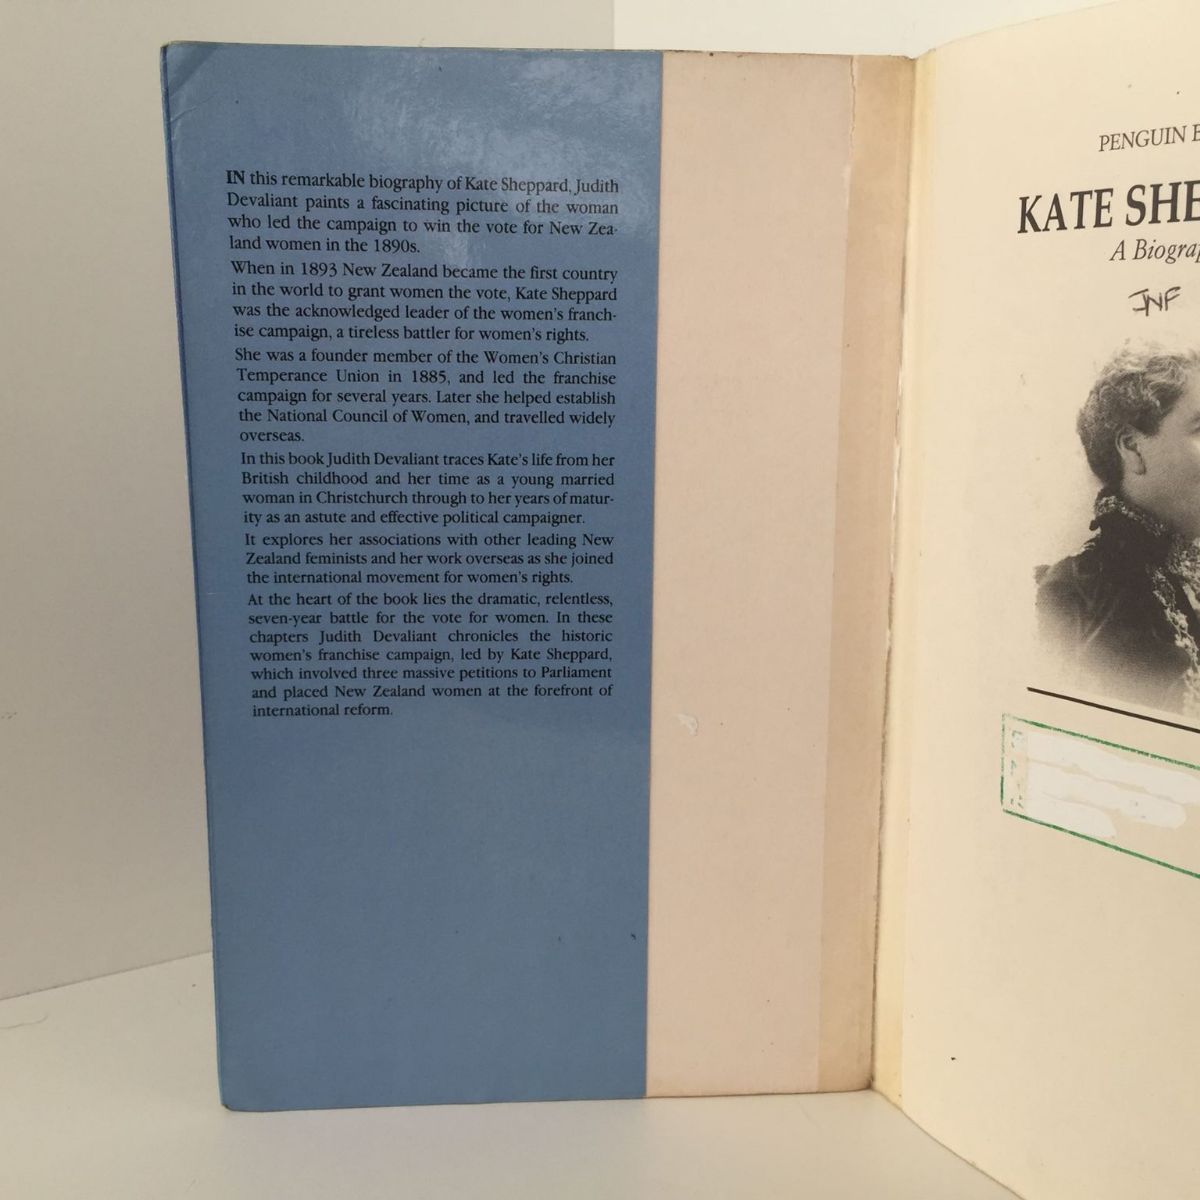 IN this remarkable biography of Kate Sheppard, Judith
Devaliant paints a fascinating picture of the woman
who led the campaign to win the vote for New Zea-
land women in the 1890s.
When in 1893 New Zealand became the first country
in the world to grant women the vote, Kate Sheppard
was the acknowledged leader of the women's franch-
ise campaign, a tireless battler for women's rights.
She was a founder member of the Women's Christian
Temperance Union in 1885, and led the franchise
campaign for several years. Later she helped establish
the National Council of Women, and travelled widely
overseas.
In this book Judith Devaliant traces Kate's life from her
British childhood and her time as a young married
woman in Christchurch through to her years of matur-
ity as an astute and effective political campaigner.
It explores her associations with other leading New
Zealand feminists and her work overseas as she joined
the international movement for women's rights.
At the heart of the book lies the dramatic, relentless,
seven-year battle for the vote for women. In these
chapters Judith Devaliant chronicles the historic
women's franchise campaign, led by Kate Sheppard,
which involved three massive petitions to Parliament
and placed New Zealand women at the forefront of
international reform.
PENGUIN B
KATE SHE
A Biograp
JNF